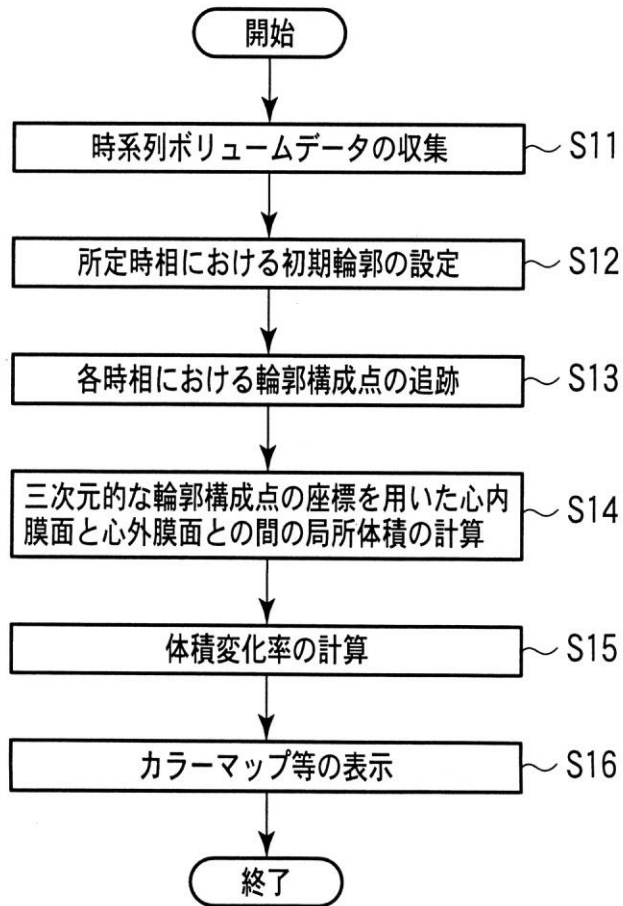 開始
時系列ボリュームデータの収集
S11
所定時相における初期輪郭の設定
S12
各時相における輪郭構成点の追跡
S13
三次元的な輪郭構成点の座標を用いた心内
膜面と心外膜面との間の局所体積の計算
S14
体積変化率の計算
S15
カラーマップ等の表示
S16
終了